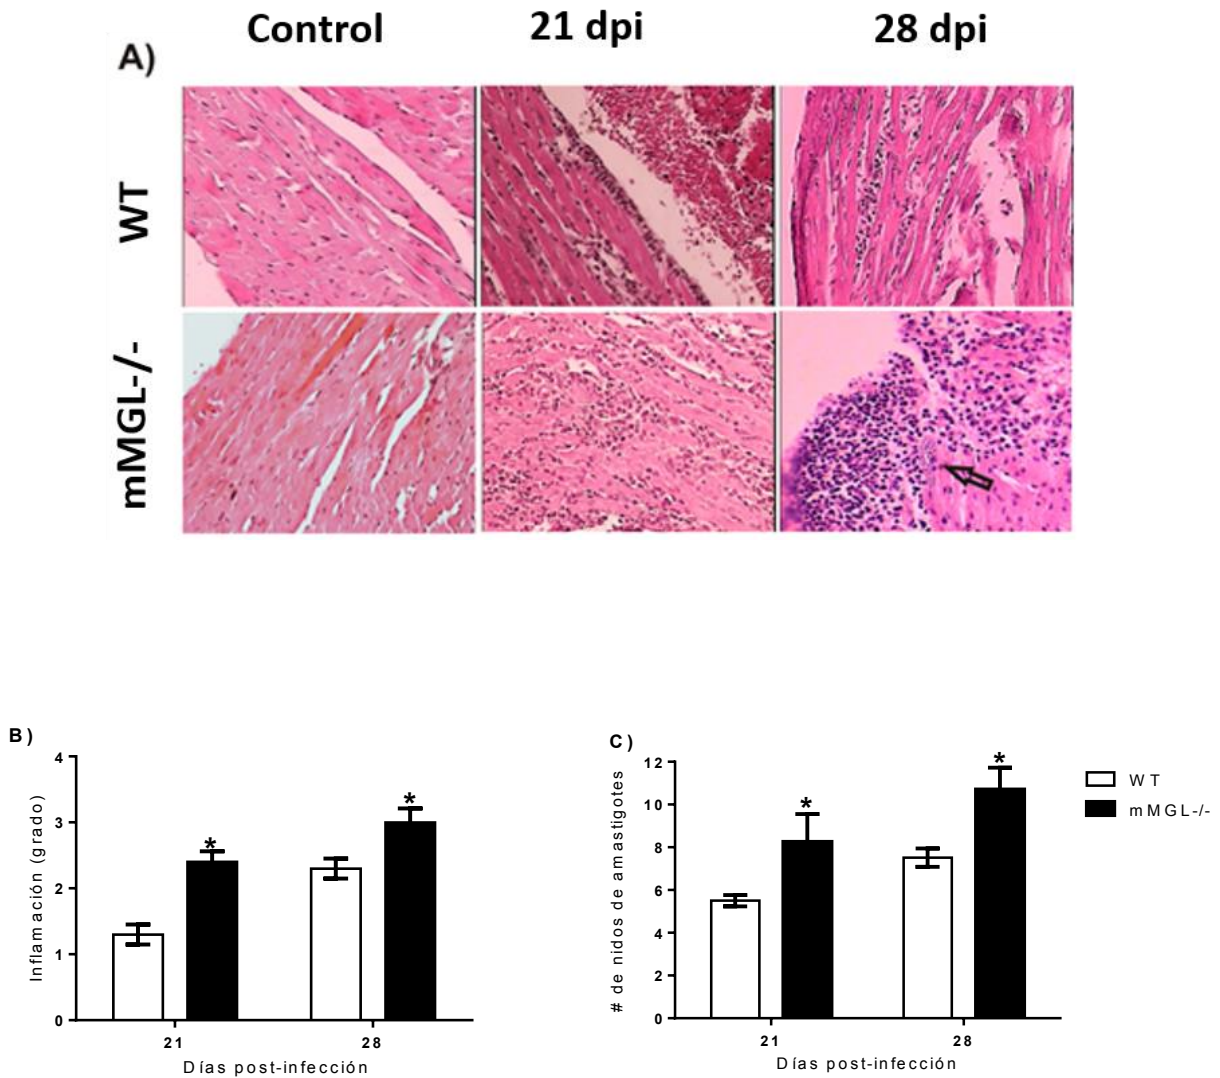 Control 21 dpi 28 dpi
A)
WT
mMGL-/-
B)
4
3
2
1
0
Inflamación (grado)
*
*
21 28
Días post-infección
C)
12
10
8
6
4
2
0
# de nidos de amastigotes
*
*
21 28
Días post-infección
WT
mMGL-/-